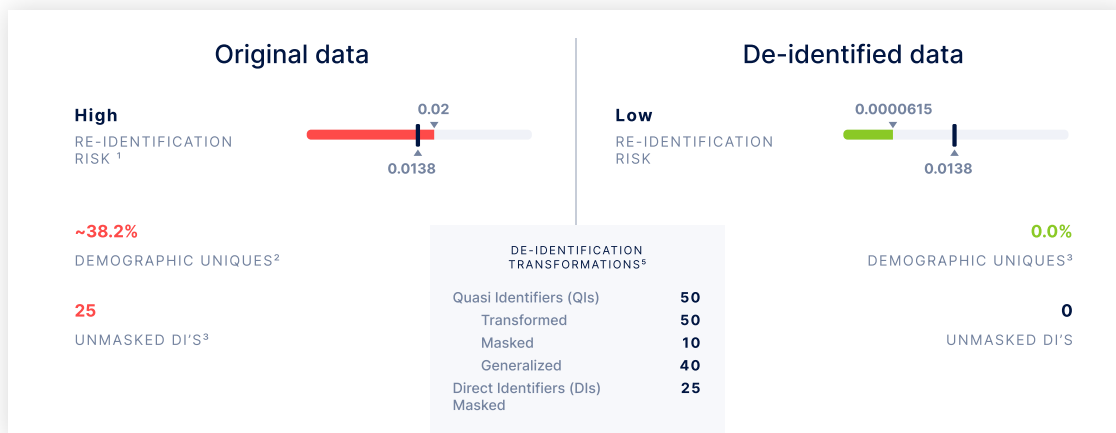 Original data
High
RE-IDENTIFICATION
RISK ¹
0.02
0.0138
~38.2%
DEMOGRAPHIC UNIQUES²
25
UNMASKED DI'S³
DE-IDENTIFICATION
TRANSFORMATIONS⁵
Quasi Identifiers (QIs) 50
Transformed 50
Masked 10
Generalized 40
Direct Identifiers (DIs) 25
Masked
De-identified data
Low
RE-IDENTIFICATION
RISK
0.0000615
0.0138
0.0%
DEMOGRAPHIC UNIQUES³
0
UNMASKED DI'S